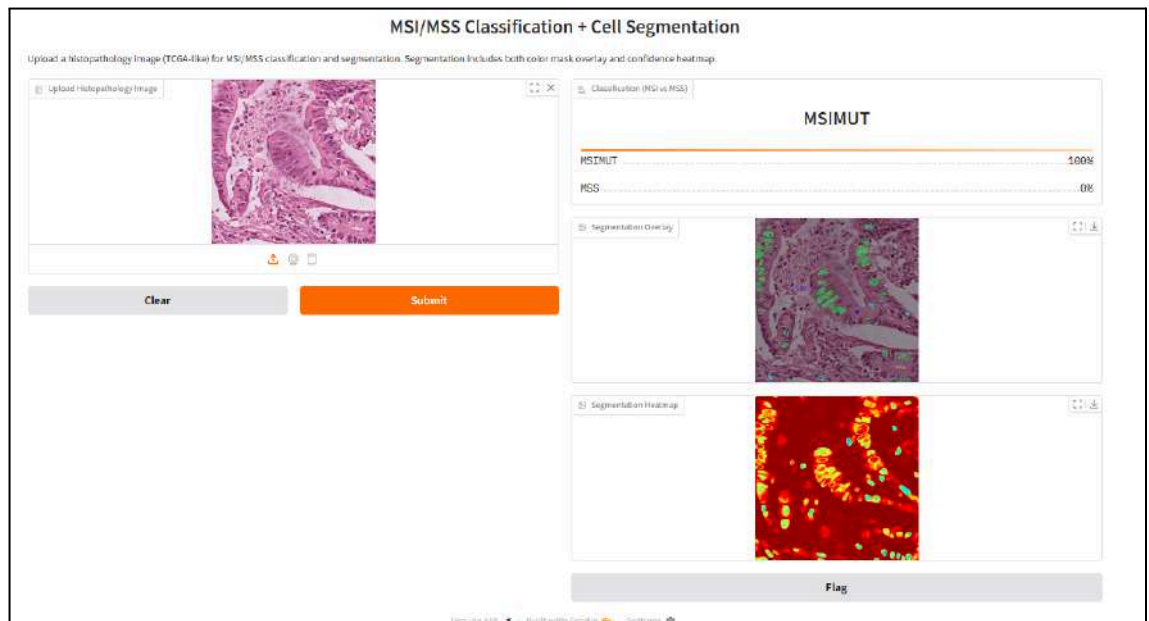 MSI/MSS Classification + Cell Segmentation
Upload a histopathology image (TCGA-like) for MSI/MSS classification and segmentation. Segmentation includes both color mask overlay and confidence heatmap.
Upload Histopathology Image
Classification (MSI vs MSS)
MSIMUT
MSIMUT 100%
MSS 0%
Segmentation Overlay
Clear
Submit
Segmentation Heatmap
Flag